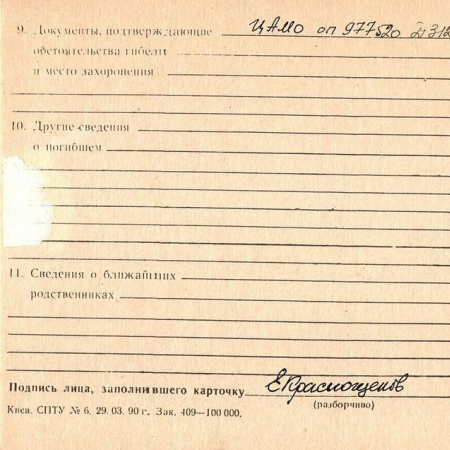 9. Документы, подтверждающие ЦАМО оп 977520 д 312
обстоятельства гибели
и место захоронения
10. Другие сведения
о погибшем
11. Сведения о ближайших
родственниках
Подпись лица, заполнившего карточку Е Красногценов
(разборчиво)
Киев. СПТУ № 6. 29. 03. 90 г. Зак. 409—100 000.